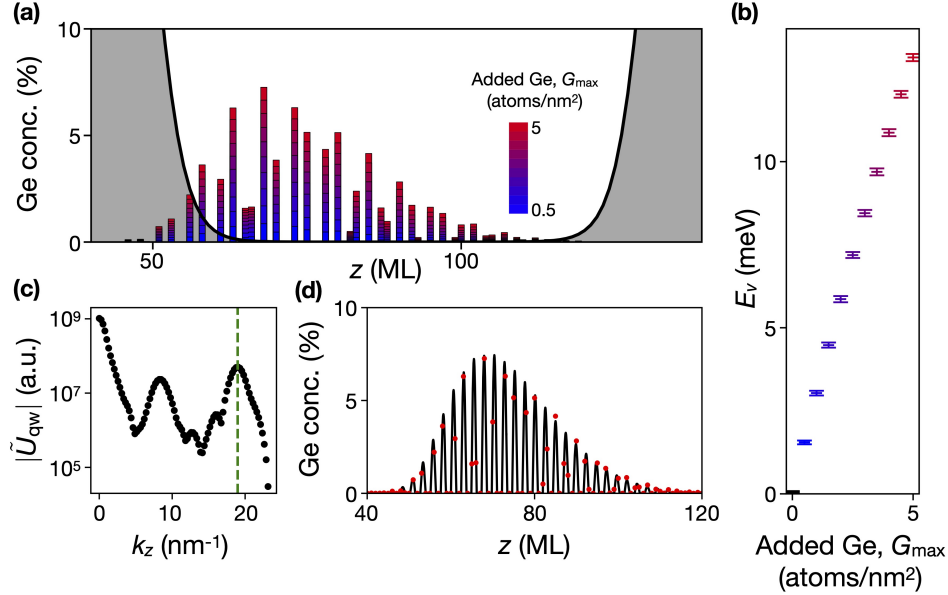 (a)
10
5
0
Ge conc. (%)
50
100
z (ML)
Added Ge, Gmax
(atoms/nm²)
5
0.5
(b)
10
5
0
Eᵥ (meV)
0
5
Added Ge, Gmax
(atoms/nm²)
(c)
10⁹
10⁷
10⁵
|Ũqw| (a.u.)
0
10
20
kz (nm⁻¹)
(d)
10
5
0
Ge conc. (%)
40
60
80
100
120
z (ML)